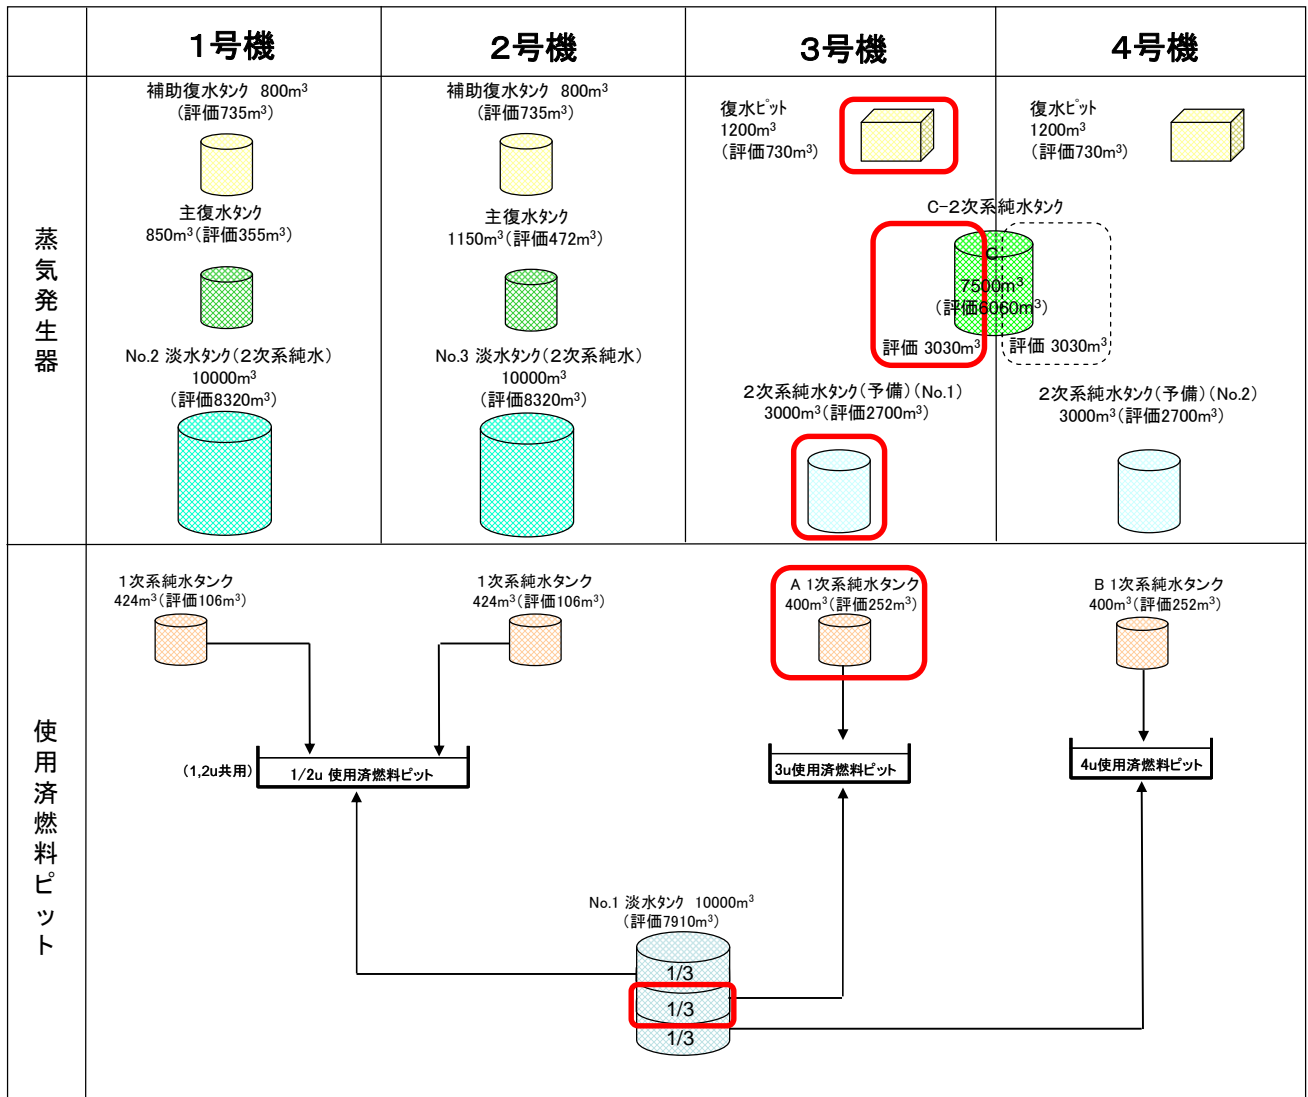 1号機
2号機
3号機
4号機
蒸気発生器
補助復水タンク 800m³
(評価735m³)
主復水タンク
850m³(評価355m³)
No.2 淡水タンク(2次系純水)
10000m³
(評価8320m³)
補助復水タンク 800m³
(評価735m³)
主復水タンク
1150m³(評価472m³)
No.3 淡水タンク(2次系純水)
10000m³
(評価8320m³)
復水ピット
1200m³
(評価730m³)
復水ピット
1200m³
(評価730m³)
C-2次系純水タンク
C
7500m³
(評価6060m³)
評価 3030m³
評価 3030m³
2次系純水タンク(予備)(No.1)
3000m³(評価2700m³)
2次系純水タンク(予備)(No.2)
3000m³(評価2700m³)
使用済燃料ピット
1次系純水タンク
424m³(評価106m³)
1次系純水タンク
424m³(評価106m³)
A 1次系純水タンク
400m³(評価252m³)
B 1次系純水タンク
400m³(評価252m³)
(1,2u共用)
1/2u 使用済燃料ピット
3u使用済燃料ピット
4u使用済燃料ピット
No.1 淡水タンク 10000m³
(評価7910m³)
1/3
1/3
1/3